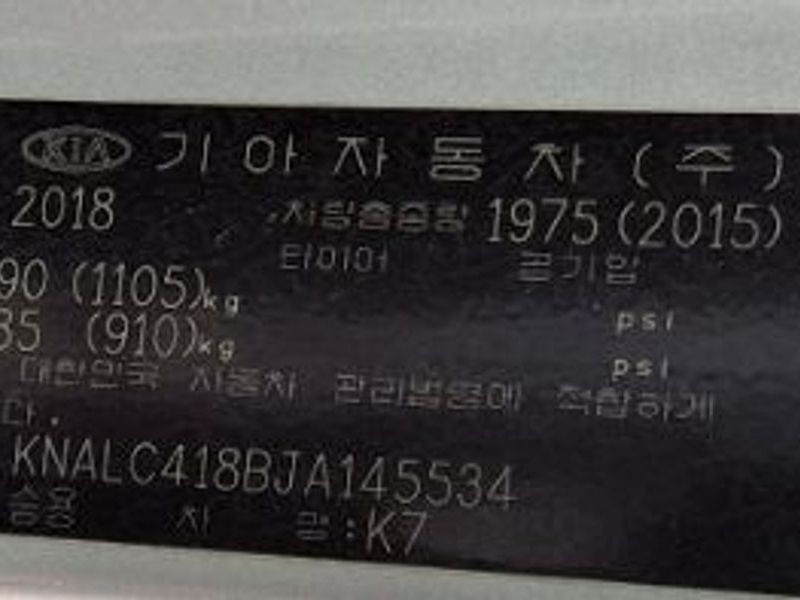 KIA 기아자동차(주)
2018 차량총중량 1975(2015)
타이어 공기압
90 (1105)kg psi
35 (910)kg psi
대한민국 자동차 관리법령에 적합하게
다.
KNALC418BJA145534
승용 차 명:K7